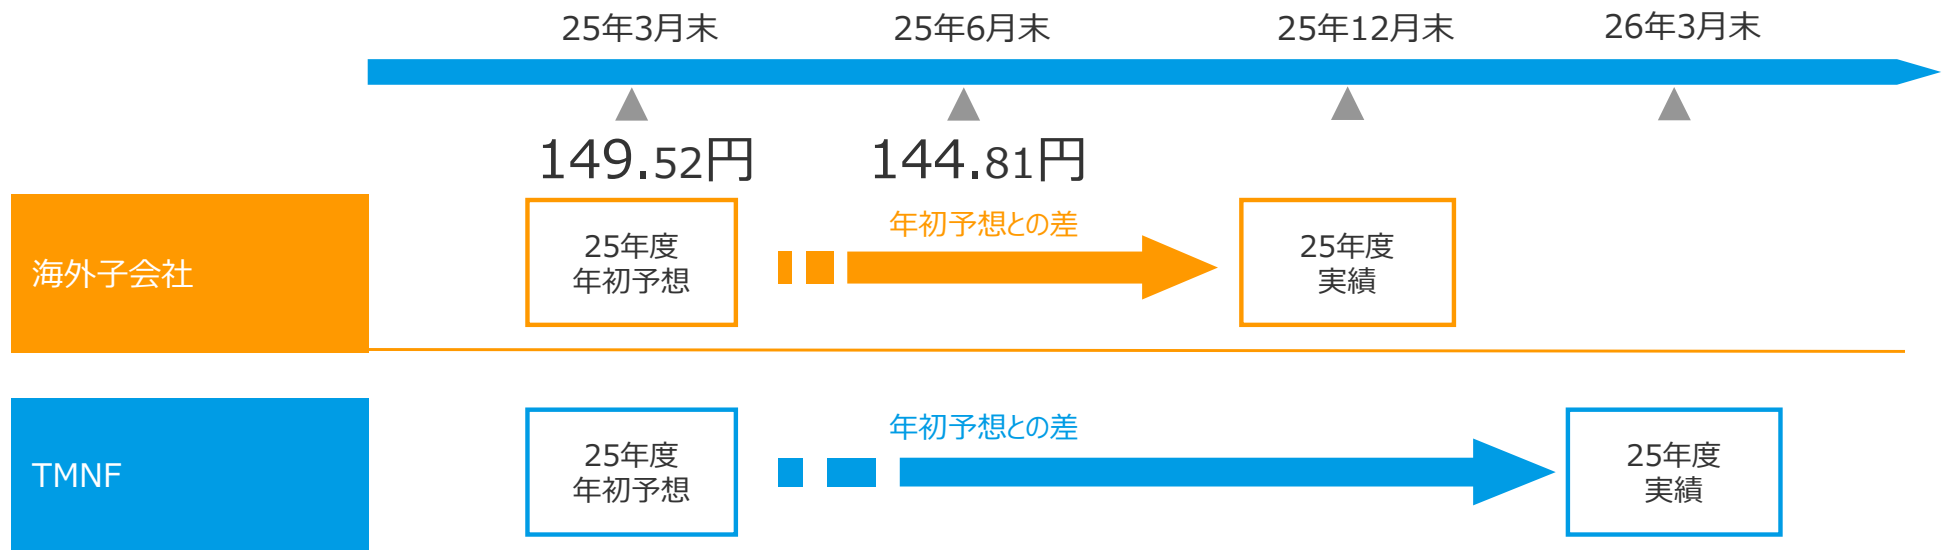 25年3月末
25年6月末
25年12月末
26年3月末
149.52円
144.81円
海外子会社
25年度
年初予想
年初予想との差
25年度
実績
TMNF
25年度
年初予想
年初予想との差
25年度
実績